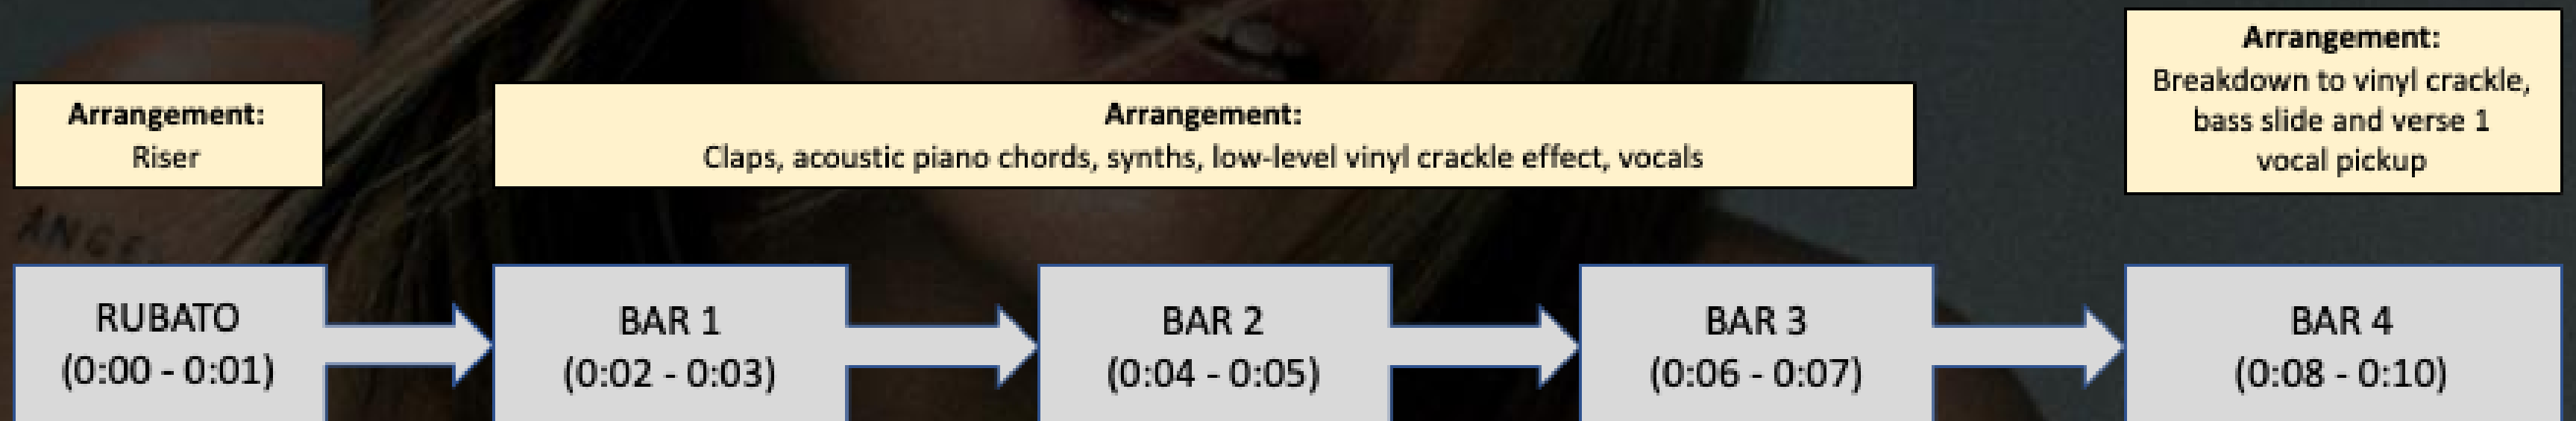 Arrangement:
Riser
Arrangement:
Claps, acoustic piano chords, synths, low-level vinyl crackle effect, vocals
Arrangement:
Breakdown to vinyl crackle,
bass slide and verse 1
vocal pickup
RUBATO
(0:00 - 0:01)
BAR 1
(0:02 - 0:03)
BAR 2
(0:04 - 0:05)
BAR 3
(0:06 - 0:07)
BAR 4
(0:08 - 0:10)